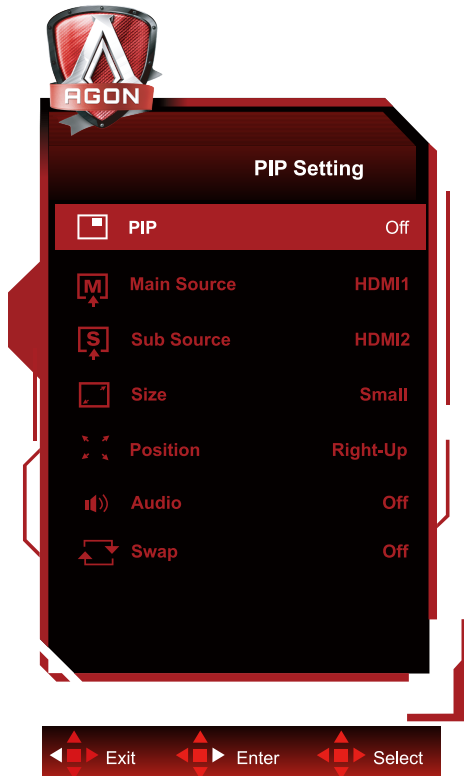 AGON
PIP Setting
PIP Off
M Main Source HDMI1
S Sub Source HDMI2
Size Small
Position Right-Up
Audio Off
Swap Off
Exit Enter Select